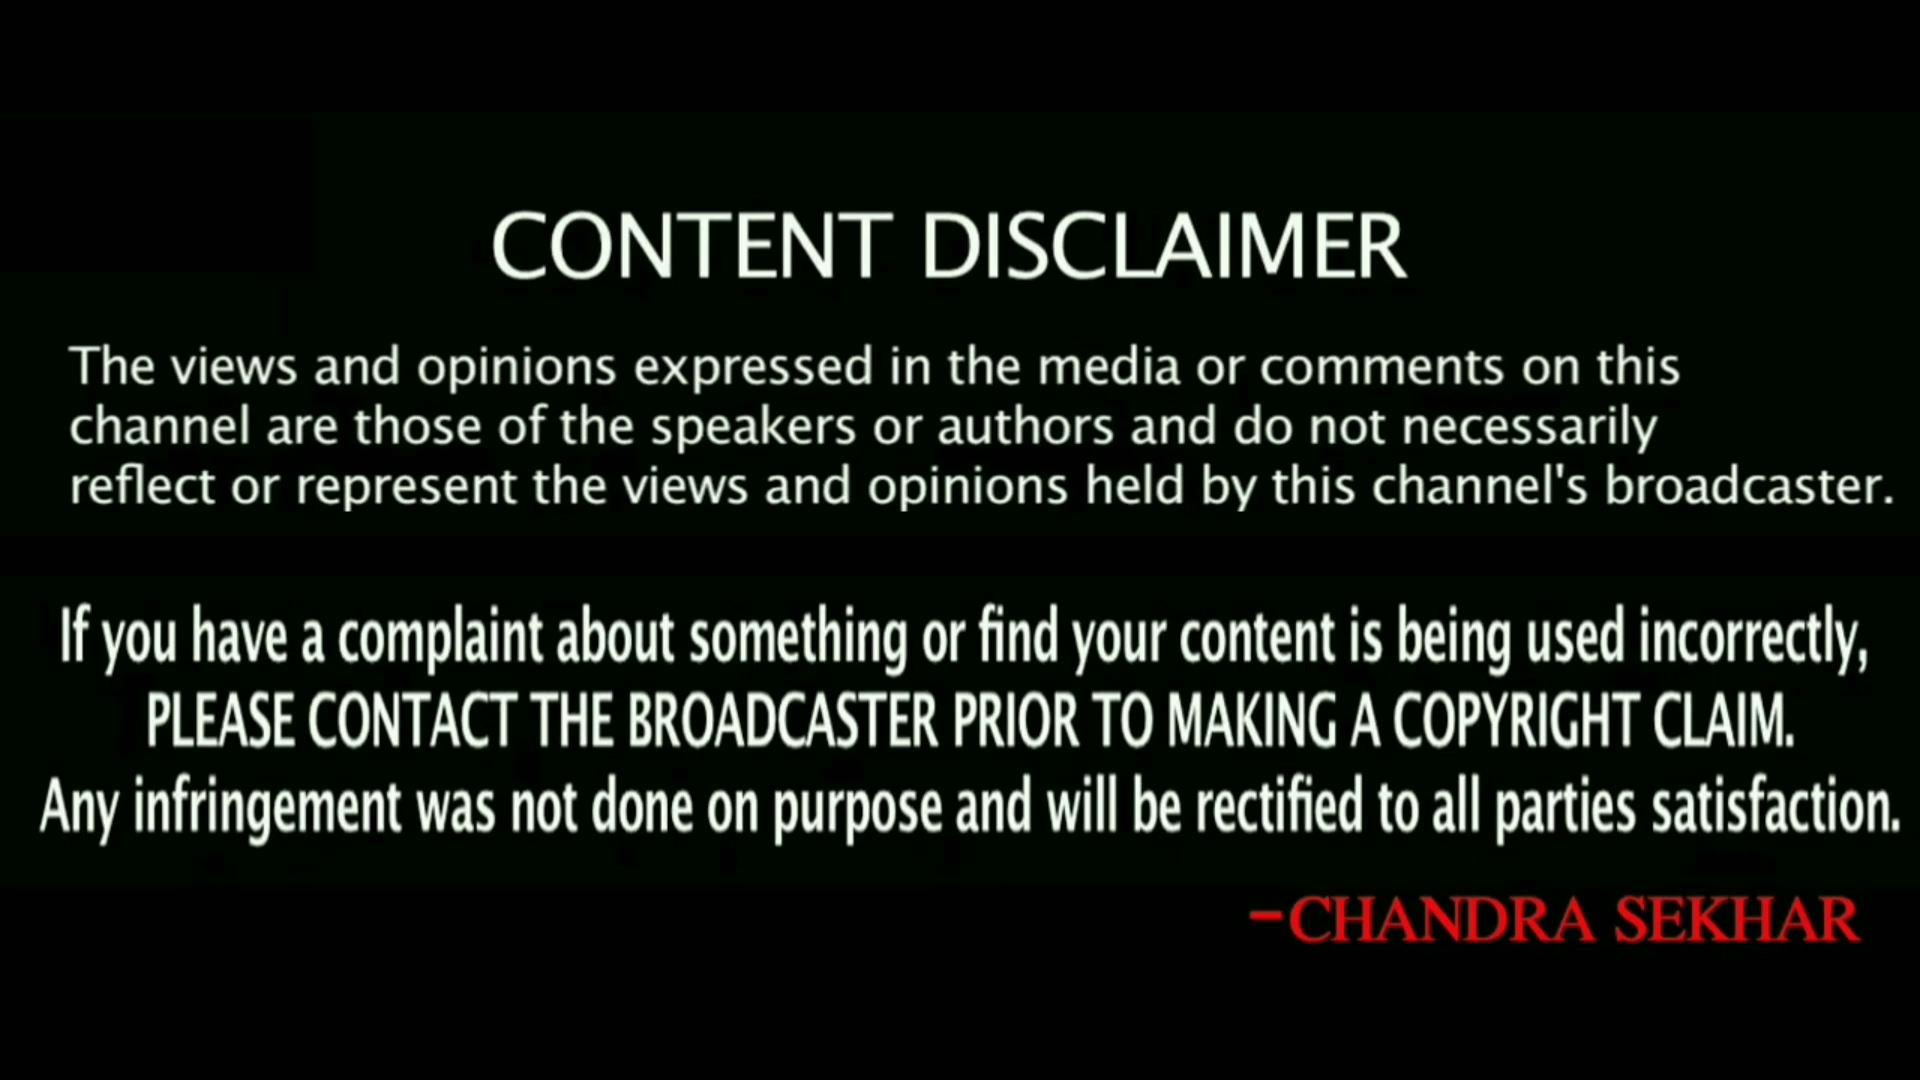 CONTENT DISCLAIMER
The views and opinions expressed in the media or comments on this
channel are those of the speakers or authors and do not necessarily
reflect or represent the views and opinions held by this channel's broadcaster.
If you have a complaint about something or find your content is being used incorrectly,
PLEASE CONTACT THE BROADCASTER PRIOR TO MAKING A COPYRIGHT CLAIM.
Any infringement was not done on purpose and will be rectified to all parties satisfaction.
-CHANDRA SEKHAR